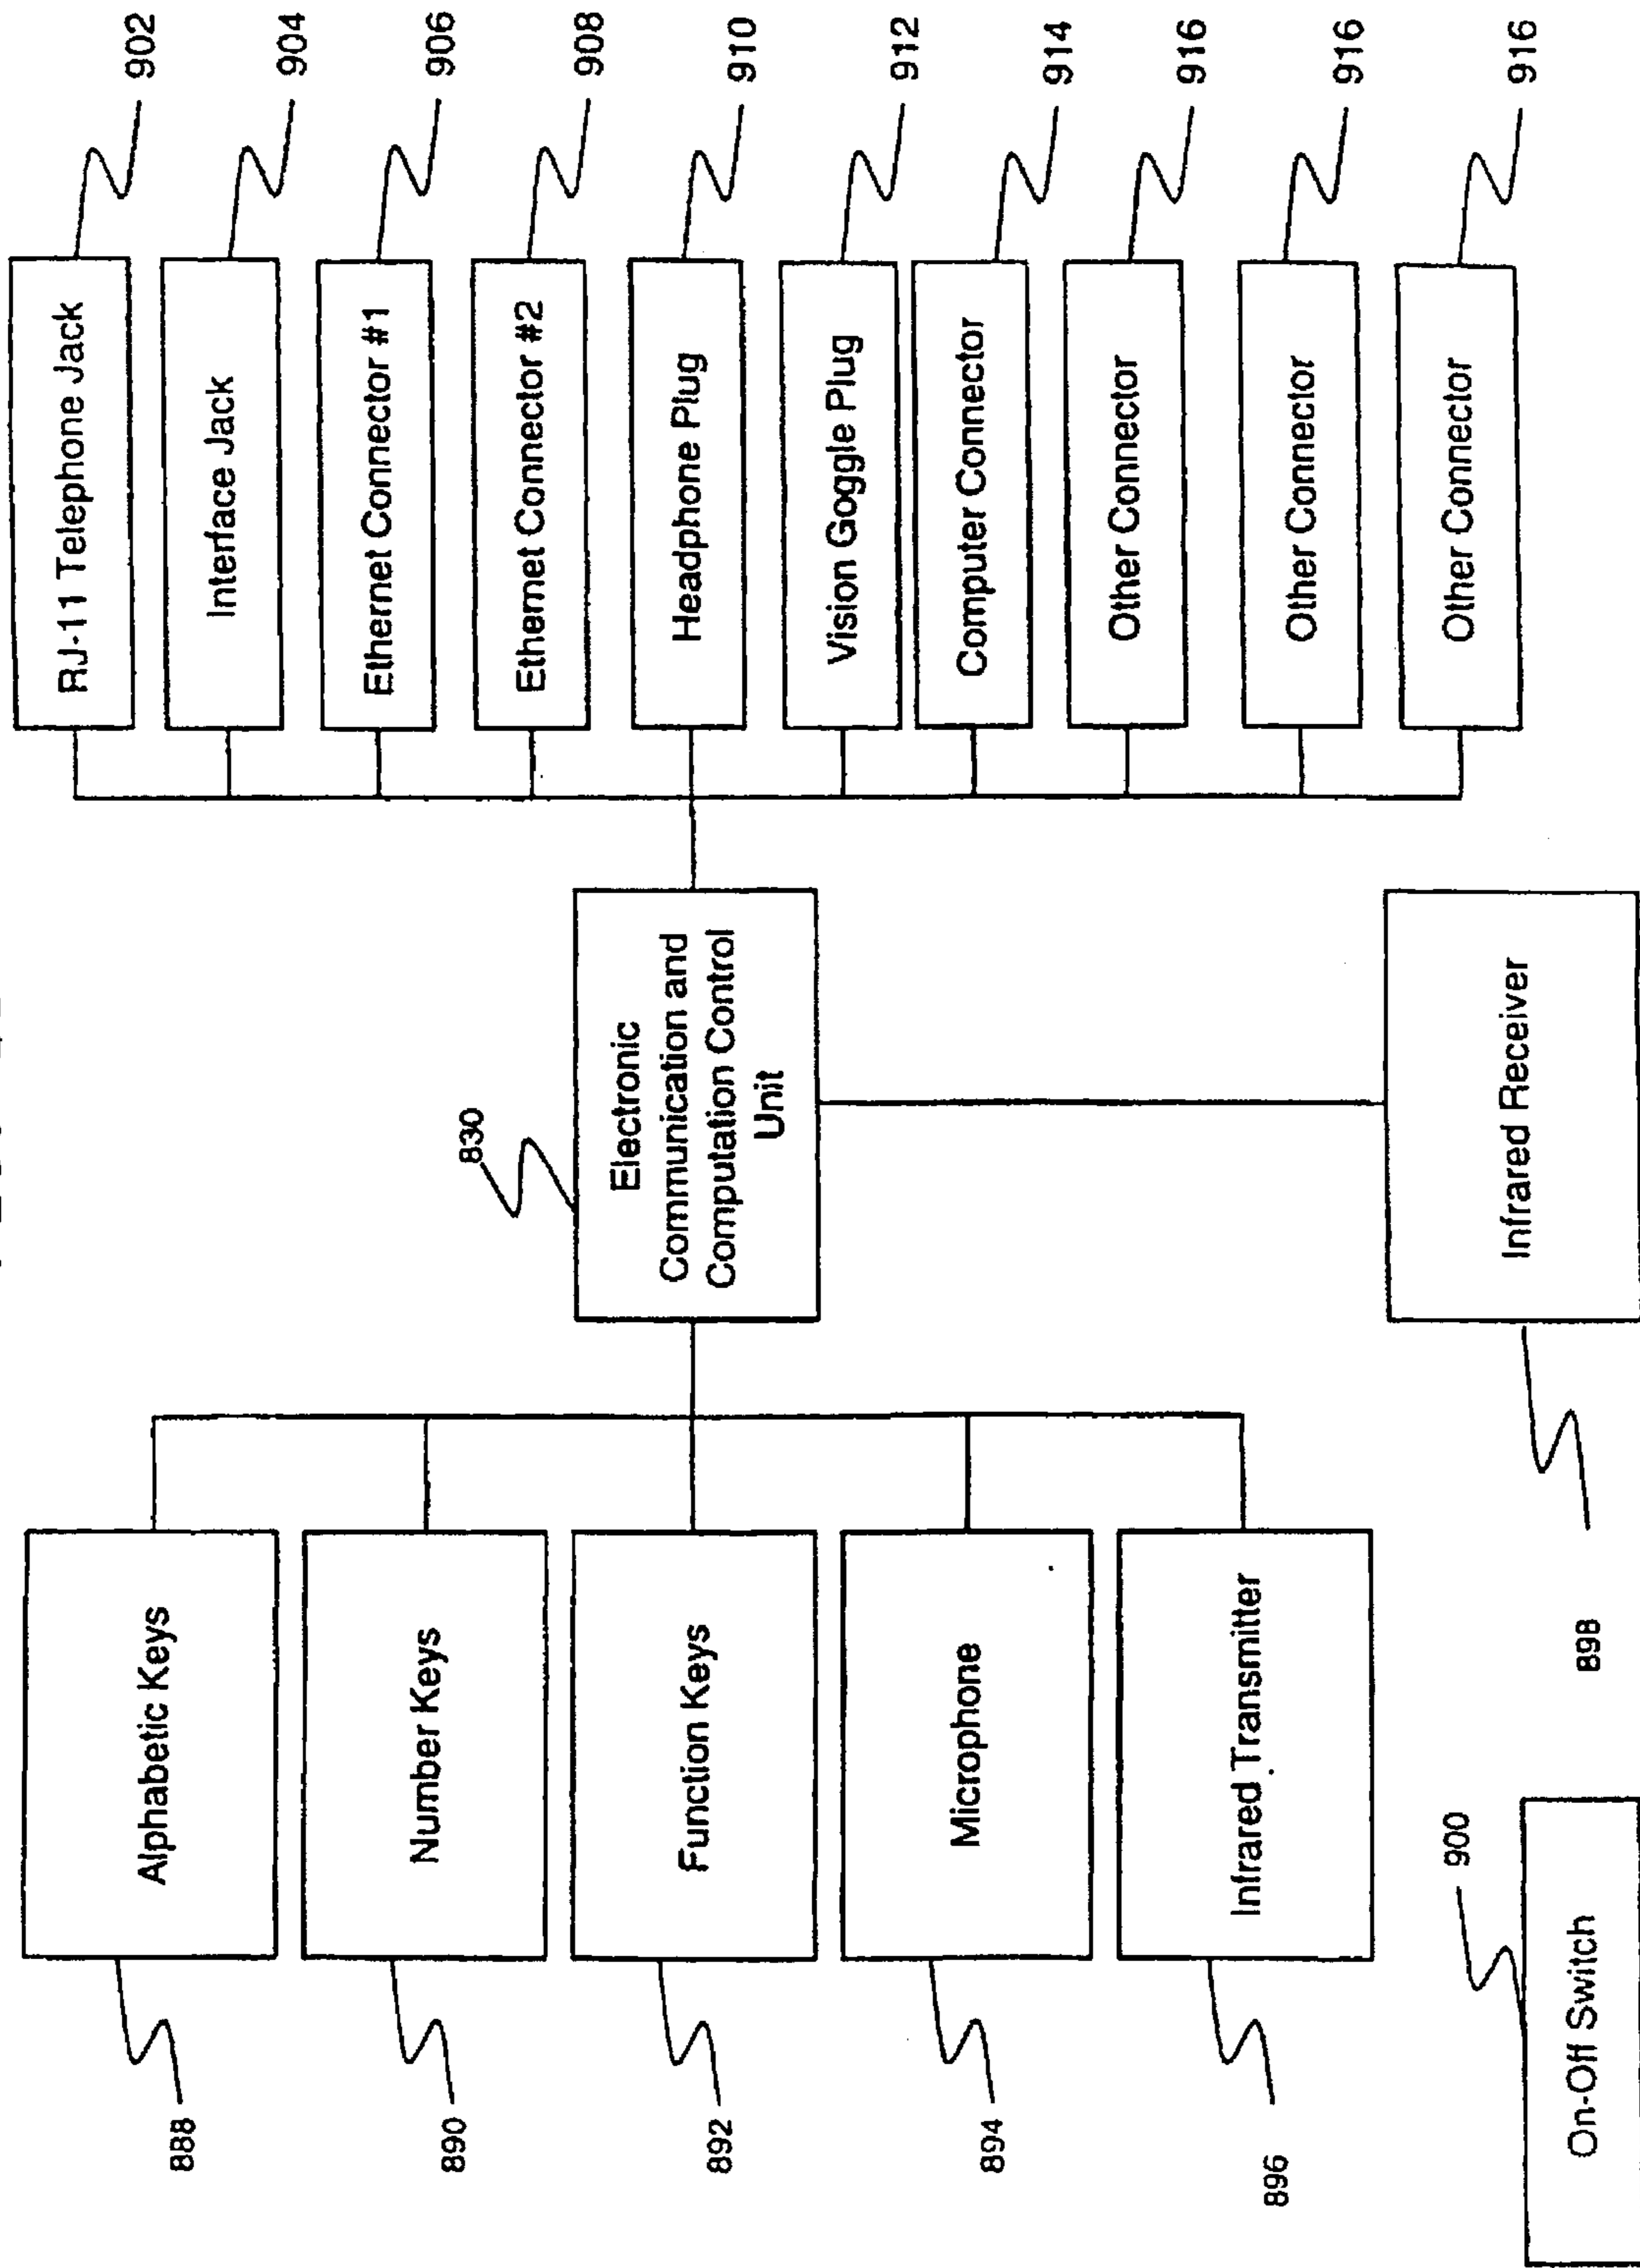 Alphabetic Keys
888
Number Keys
890
Function Keys
892
Microphone
894
Infrared Transmitter
896
On-Off Switch
900
830
Electronic
Communication and
Computation Control
Unit
Infrared Receiver
898
RJ-11 Telephone Jack
902
Interface Jack
904
Ethernet Connector #1
906
Ethernet Connector #2
908
Headphone Plug
910
Vision Goggle Plug
912
Computer Connector
914
Other Connector
916
Other Connector
916
Other Connector
916